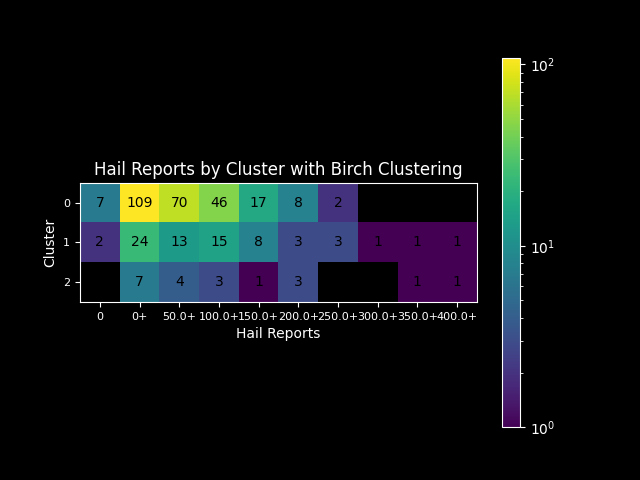 Hail Reports by Cluster with Birch Clustering
Cluster
0 7 109 70 46 17 8 2
1 2 24 13 15 8 3 3 1 1 1
2 7 4 3 1 3 1 1
0 0+ 50.0+ 100.0+ 150.0+ 200.0+ 250.0+ 300.0+ 350.0+ 400.0+
Hail Reports
10²
10¹
10⁰